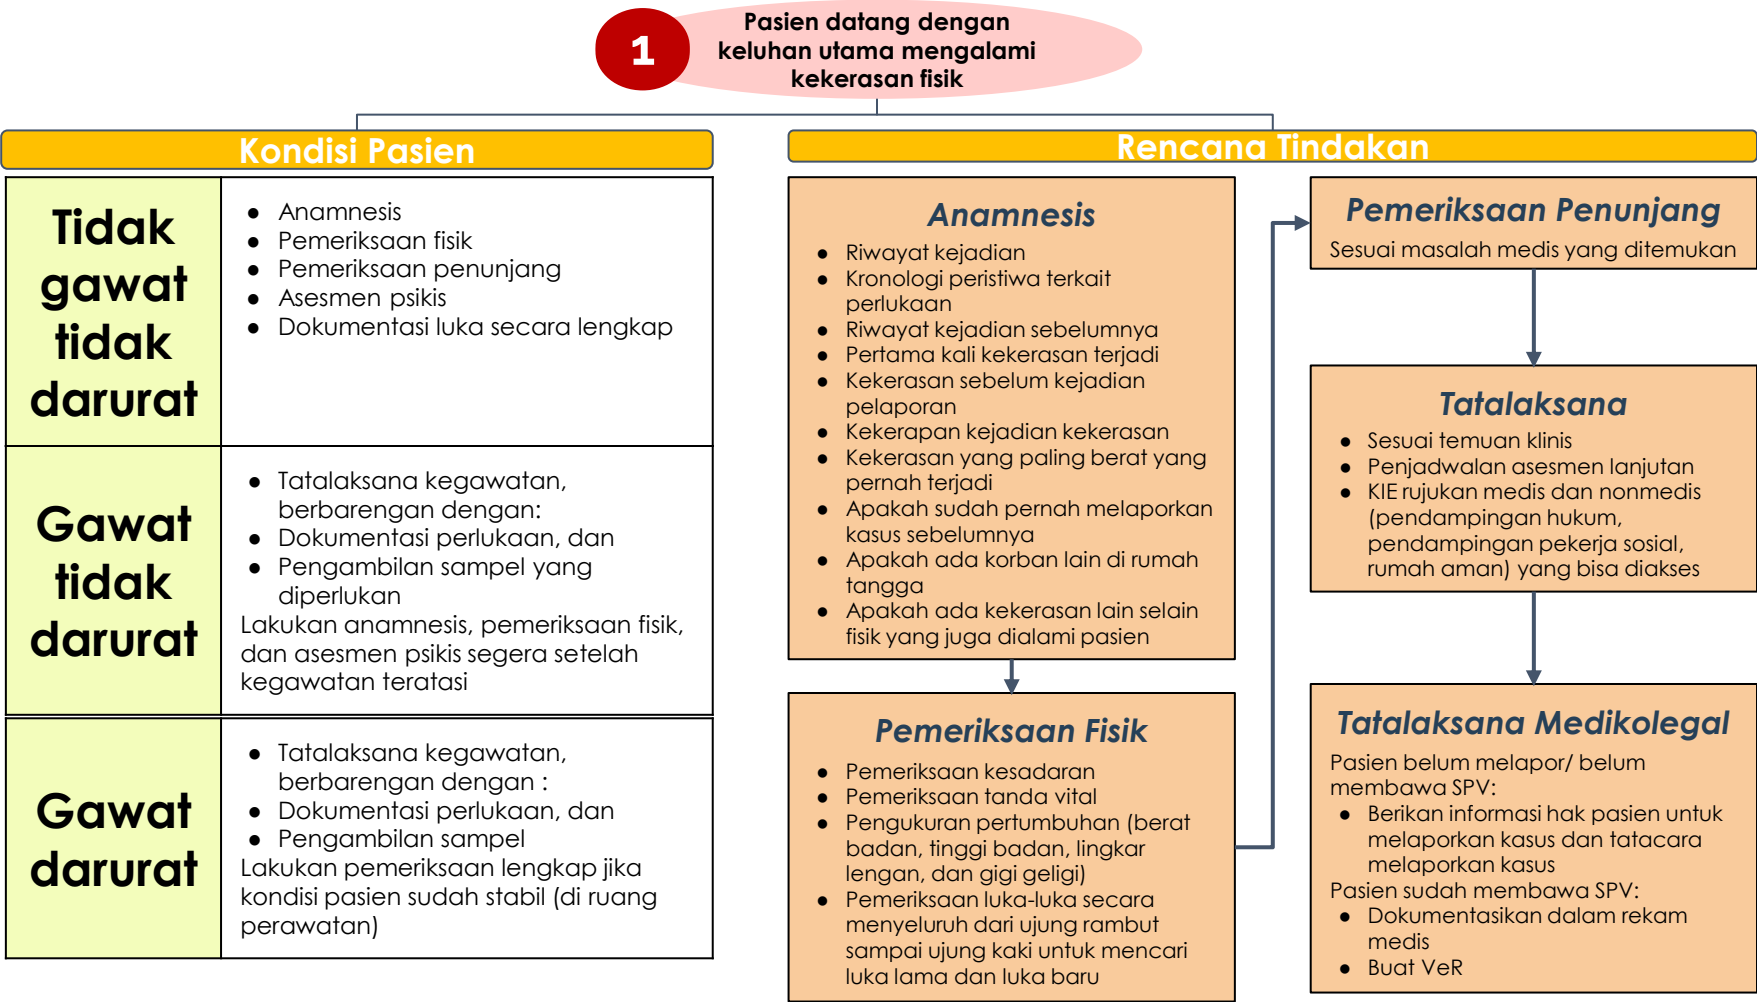 1
Pasien datang dengan
keluhan utama mengalami
kekerasan fisik
Kondisi Pasien
Tidak
gawat
tidak
darurat
● Anamnesis
● Pemeriksaan fisik
● Pemeriksaan penunjang
● Asesmen psikis
● Dokumentasi luka secara lengkap
Gawat
tidak
darurat
● Tatalaksana kegawatan,
berbarengan dengan:
● Dokumentasi perlukaan, dan
● Pengambilan sampel yang
diperlukan
Lakukan anamnesis, pemeriksaan fisik,
dan asesmen psikis segera setelah
kegawatan teratasi
Gawat
darurat
● Tatalaksana kegawatan,
berbarengan dengan :
● Dokumentasi perlukaan, dan
● Pengambilan sampel
Lakukan pemeriksaan lengkap jika
kondisi pasien sudah stabil (di ruang
perawatan)
Rencana Tindakan
Anamnesis
● Riwayat kejadian
● Kronologi peristiwa terkait
perlukaan
● Riwayat kejadian sebelumnya
● Pertama kali kekerasan terjadi
● Kekerasan sebelum kejadian
pelaporan
● Kekerapan kejadian kekerasan
● Kekerasan yang paling berat yang
pernah terjadi
● Apakah sudah pernah melaporkan
kasus sebelumnya
● Apakah ada korban lain di rumah
tangga
● Apakah ada kekerasan lain selain
fisik yang juga dialami pasien
Pemeriksaan Fisik
● Pemeriksaan kesadaran
● Pemeriksaan tanda vital
● Pengukuran pertumbuhan (berat
badan, tinggi badan, lingkar
lengan, dan gigi geligi)
● Pemeriksaan luka-luka secara
menyeluruh dari ujung rambut
sampai ujung kaki untuk mencari
luka lama dan luka baru
Pemeriksaan Penunjang
Sesuai masalah medis yang ditemukan
Tatalaksana
● Sesuai temuan klinis
● Penjadwalan asesmen lanjutan
● KIE rujukan medis dan nonmedis
(pendampingan hukum,
pendampingan pekerja sosial,
rumah aman) yang bisa diakses
Tatalaksana Medikolegal
Pasien belum melapor/ belum
membawa SPV:
● Berikan informasi hak pasien untuk
melaporkan kasus dan tatacara
melaporkan kasus
Pasien sudah membawa SPV:
● Dokumentasikan dalam rekam
medis
● Buat VeR